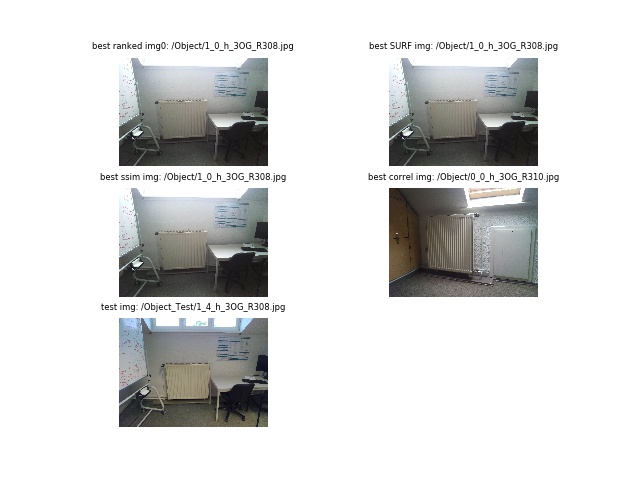 best ranked img0: /Object/1_0_h_3OG_R308.jpg
best SURF img: /Object/1_0_h_3OG_R308.jpg
best ssim img: /Object/1_0_h_3OG_R308.jpg
best correl img: /Object/0_0_h_3OG_R310.jpg
test img: /Object_Test/1_4_h_3OG_R308.jpg